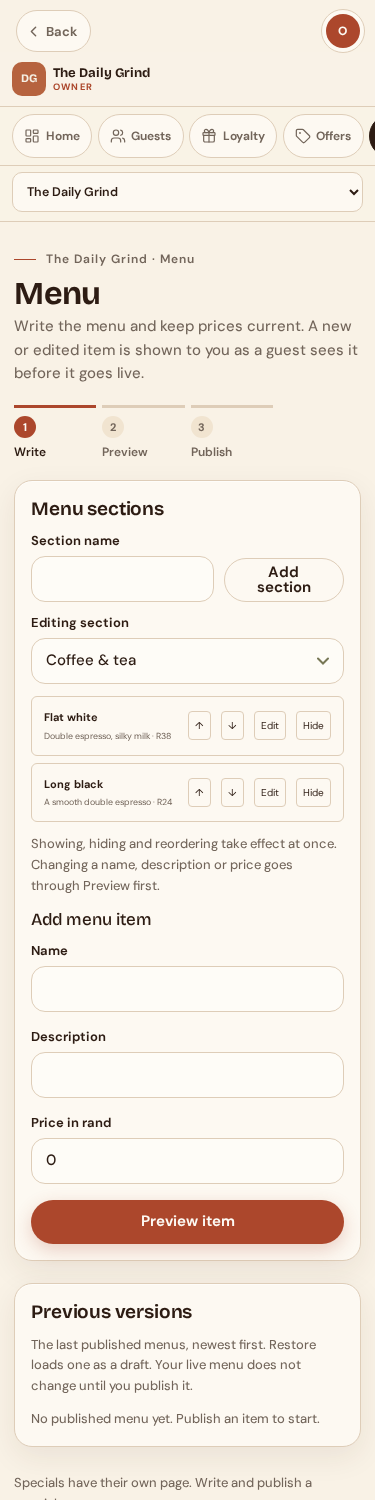 Back
O
DG
The Daily Grind
OWNER
Home
Guests
Loyalty
Offers
The Daily Grind
The Daily Grind · Menu
Menu
Write the menu and keep prices current. A new
or edited item is shown to you as a guest sees it
before it goes live.
1
2
3
Write
Preview
Publish
Menu sections
Section name
Add
section
Editing section
Coffee & tea
Flat white
Double espresso, silky milk · R38
↑
↓
Edit
Hide
Long black
A smooth double espresso · R24
↑
↓
Edit
Hide
Showing, hiding and reordering take effect at once.
Changing a name, description or price goes
through Preview first.
Add menu item
Name
Description
Price in rand
0
Preview item
Previous versions
The last published menus, newest first. Restore
loads one as a draft. Your live menu does not
change until you publish it.
No published menu yet. Publish an item to start.
Specials have their own page. Write and publish a